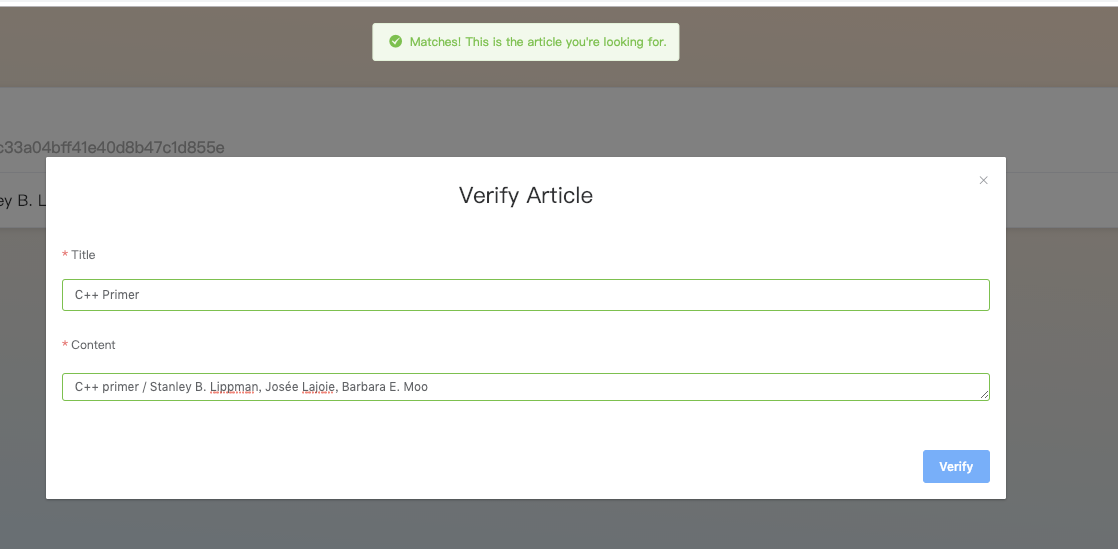 Matches! This is the article you're looking for.
c33a04bff41e40d8b47c1d855e
ey B. L
Verify Article
* Title
C++ Primer
* Content
C++ primer / Stanley B. Lippman, Josée Lajoie, Barbara E. Moo
Verify